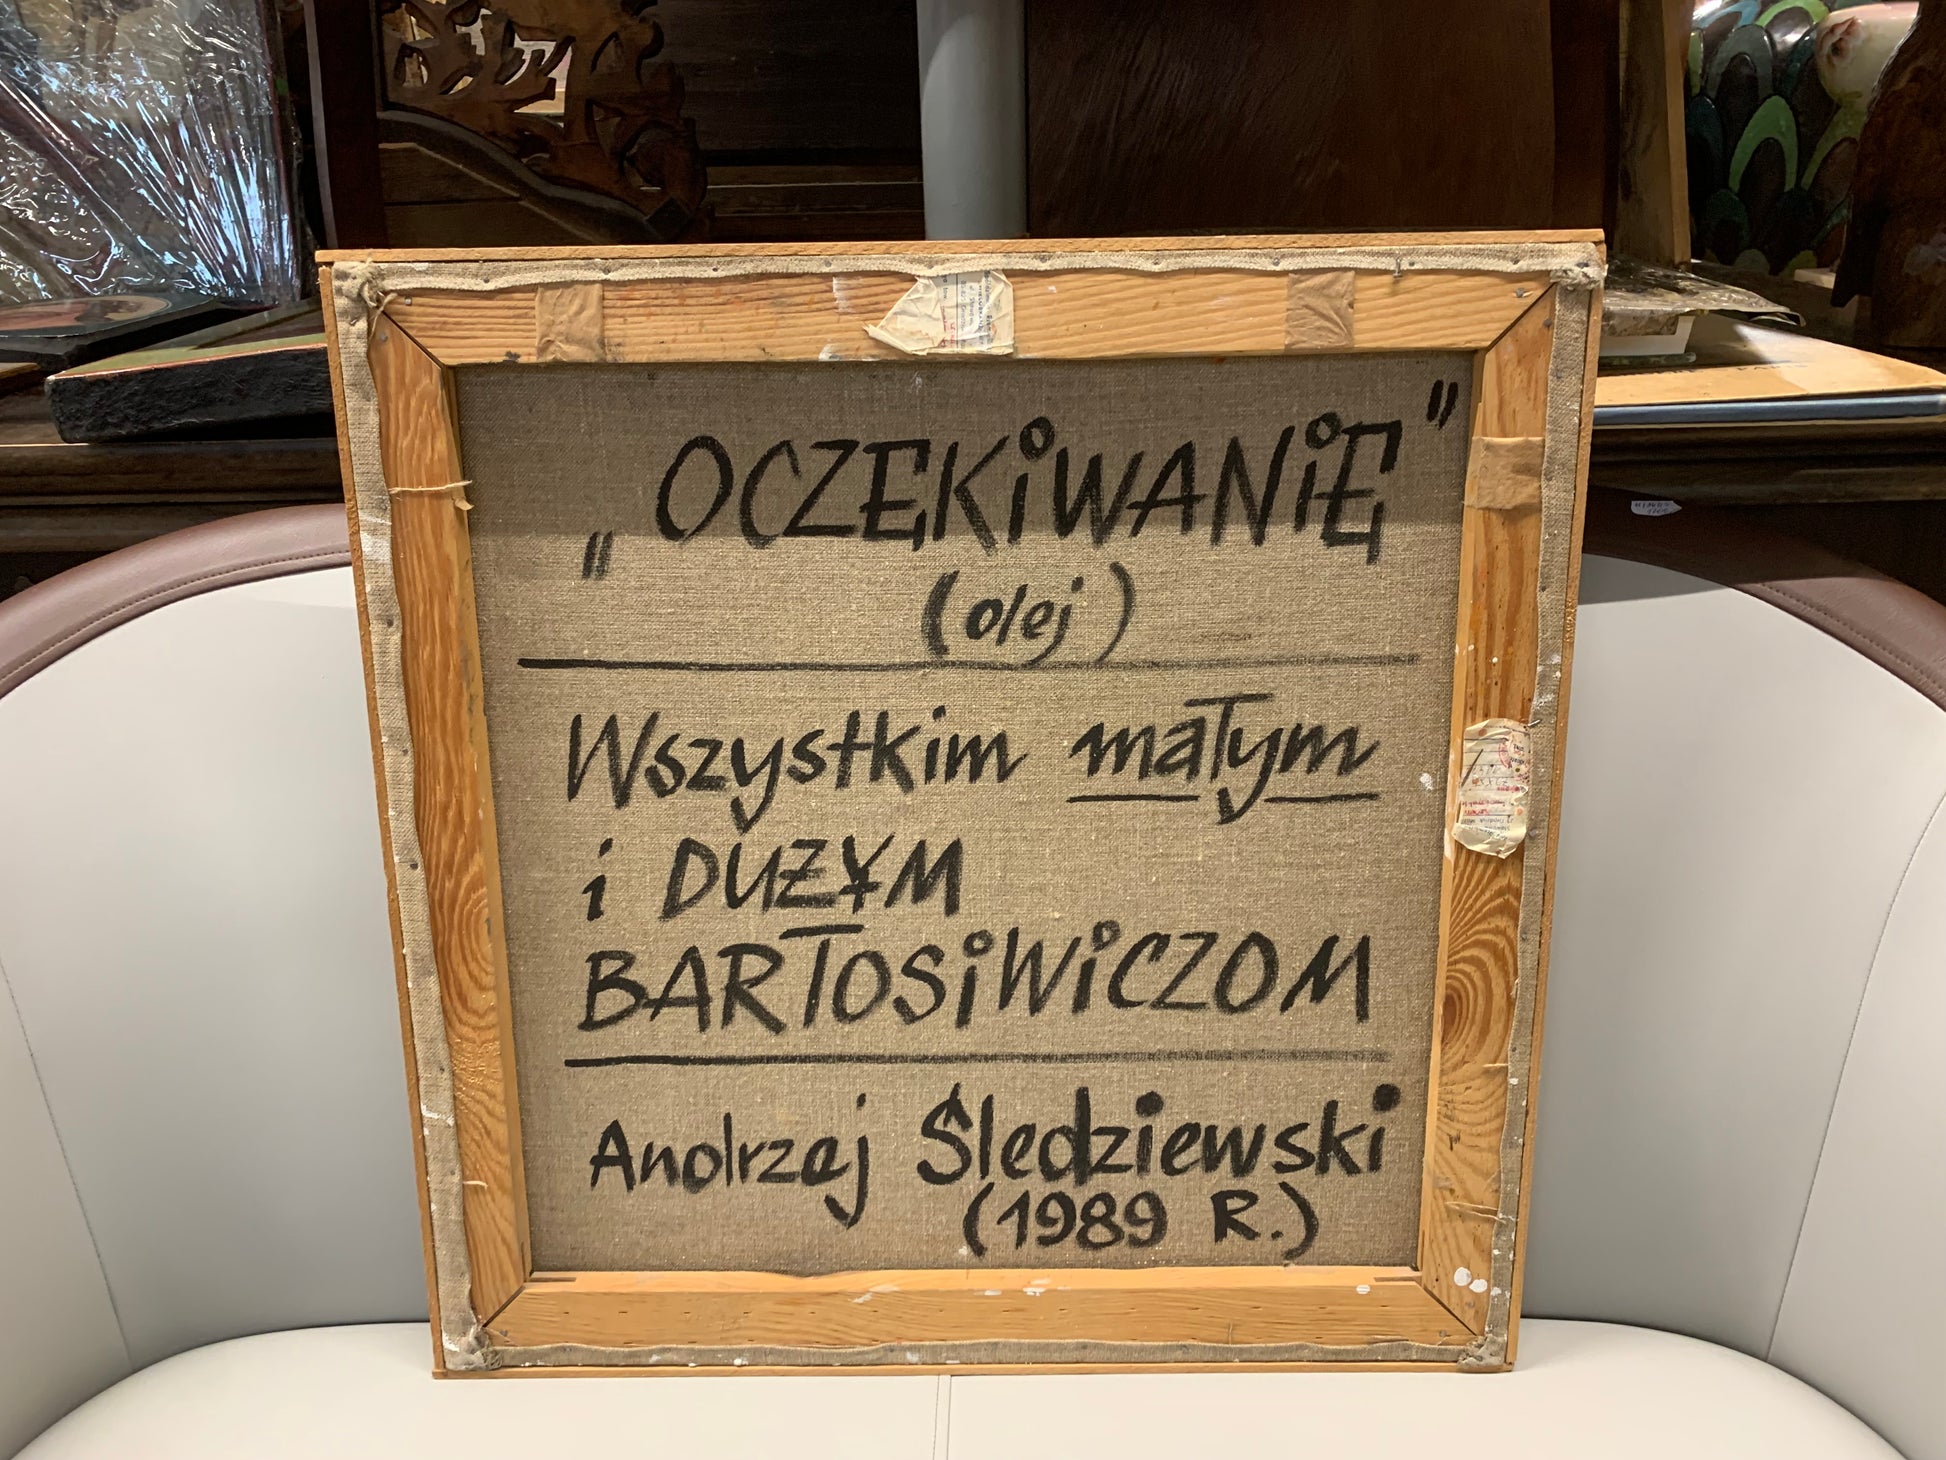 „OCZEKiWANiE"
(olej)
Wszystkim małym
i DUŻYM
BARTOSiWiCZOM
Andrzej Śledziewski
(1989 R.)